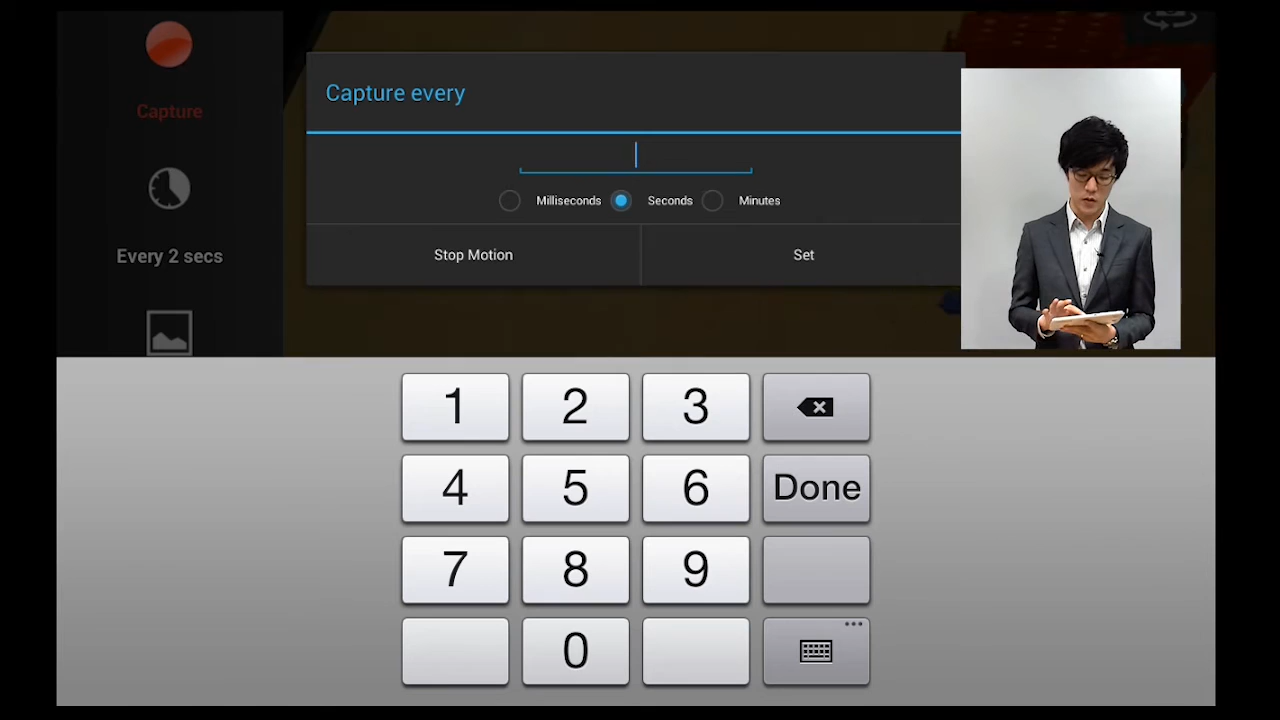 Capture
Every 2 secs
Capture every
Milliseconds Seconds Minutes
Stop Motion Set
1 2 3
4 5 6 Done
7 8 9
0